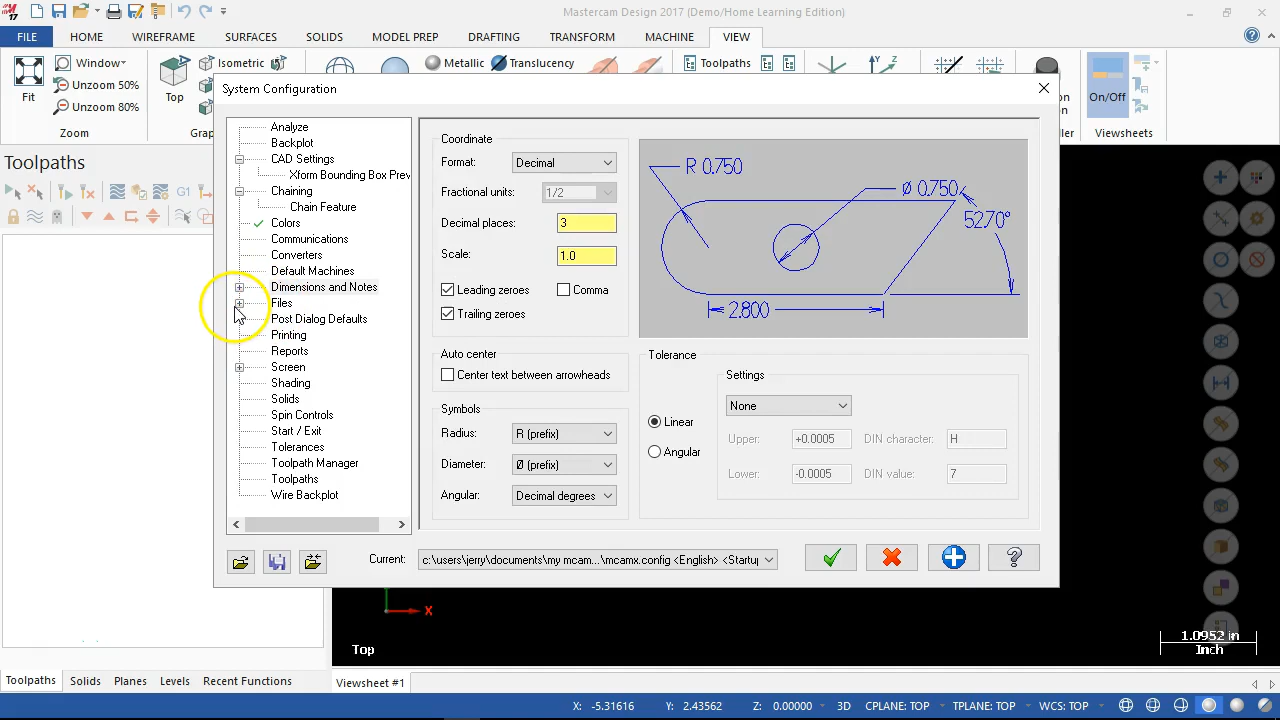 17
Mastercam Design 2017 (Demo/Home Learning Edition)
FILE
HOME
WIREFRAME
SURFACES
SOLIDS
MODEL PREP
DRAFTING
TRANSFORM
MACHINE
VIEW
Window
Isometric
Metallic
Translucency
Toolpaths
Unzoom 50%
Unzoom 80%
Fit
Top
On/Off
Zoom
Viewsheets
System Configuration
Toolpaths
G1
Analyze
Backplot
CAD Settings
Xform Bounding Box Prev
Chaining
Chain Feature
Colors
Communications
Converters
Default Machines
Dimensions and Notes
Files
Post Dialog Defaults
Printing
Reports
Screen
Shading
Solids
Spin Controls
Start / Exit
Tolerances
Toolpath Manager
Toolpaths
Wire Backplot
Coordinate
Format: Decimal
Fractional units: 1/2
Decimal places: 3
Scale: 1.0
Leading zeroes
Comma
Trailing zeroes
Auto center
Center text between arrowheads
Symbols
Radius: R (prefix)
Diameter: Ø (prefix)
Angular: Decimal degrees
R 0.750
Ø 0.750
52.70°
2.800
Tolerance
Linear
Angular
Settings
None
Upper: +0.0005 DIN character: H
Lower: -0.0005 DIN value: 7
Current: c:\users\jerry\documents\my mcam...\mcamx.config <English> <Startup
X
Top
1.0952 in
Inch
Toolpaths
Solids
Planes
Levels
Recent Functions
Viewsheet #1
X: -5.31616
Y: 2.43562
Z: 0.00000
3D
CPLANE: TOP
TPLANE: TOP
WCS: TOP